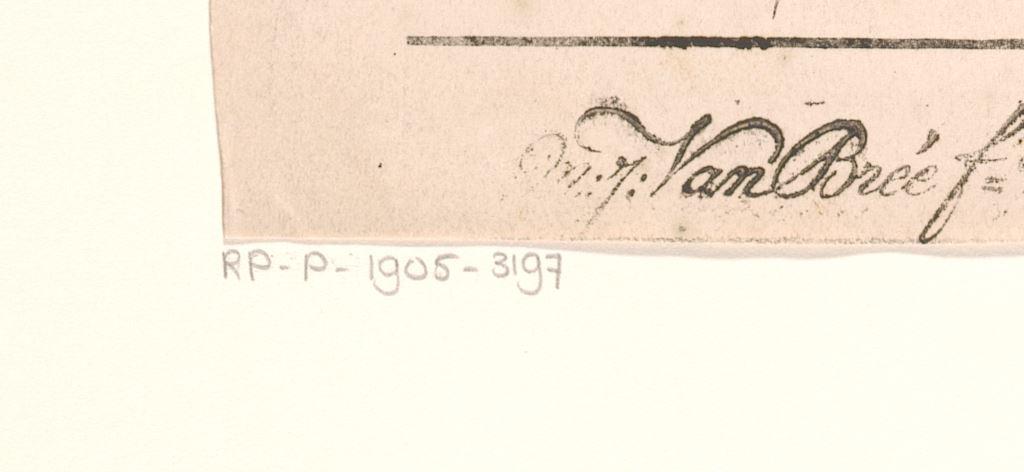 m: J: Van Brée f=
RP-P-1905-3197